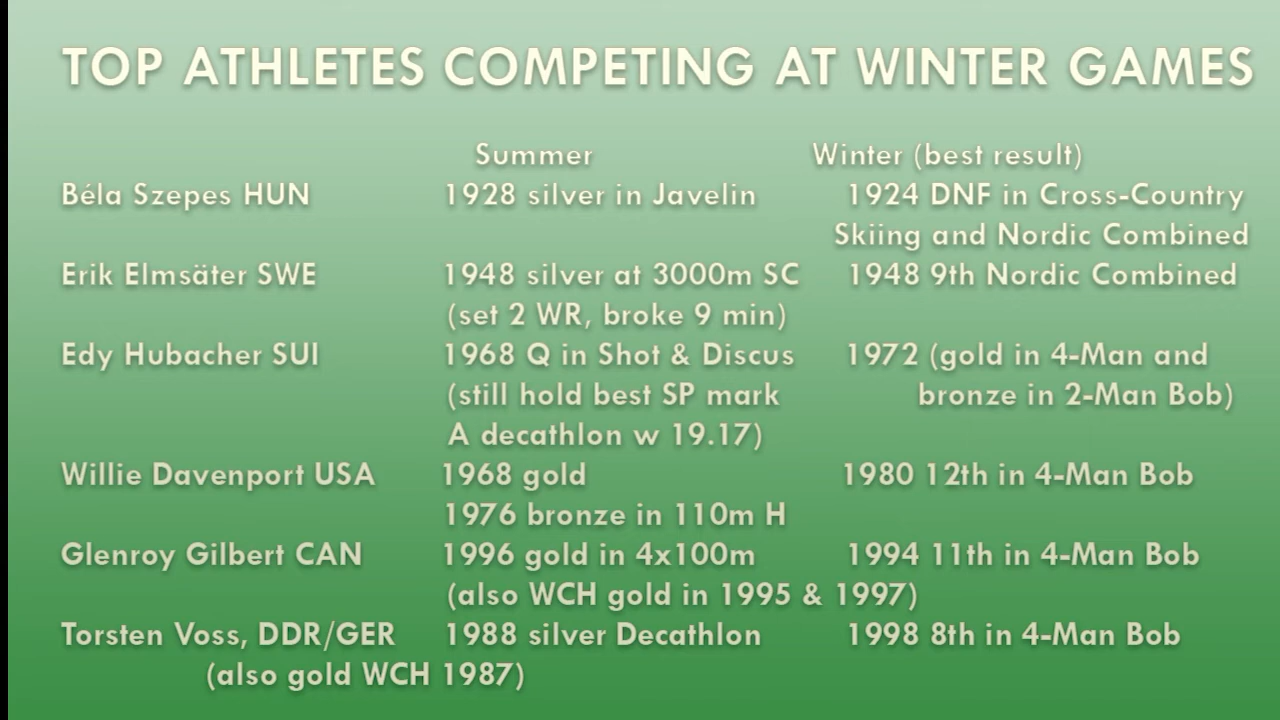 TOP ATHLETES COMPETING AT WINTER GAMES
Summer Winter (best result)
Béla Szepes HUN 1928 silver in Javelin 1924 DNF in Cross-Country
Skiing and Nordic Combined
Erik Elmsäter SWE 1948 silver at 3000m SC 1948 9th Nordic Combined
(set 2 WR, broke 9 min)
Edy Hubacher SUI 1968 Q in Shot & Discus 1972 (gold in 4-Man and
(still hold best SP mark bronze in 2-Man Bob)
A decathlon w 19.17)
Willie Davenport USA 1968 gold 1980 12th in 4-Man Bob
1976 bronze in 110m H
Glenroy Gilbert CAN 1996 gold in 4x100m 1994 11th in 4-Man Bob
(also WCH gold in 1995 & 1997)
Torsten Voss, DDR/GER 1988 silver Decathlon 1998 8th in 4-Man Bob
(also gold WCH 1987)